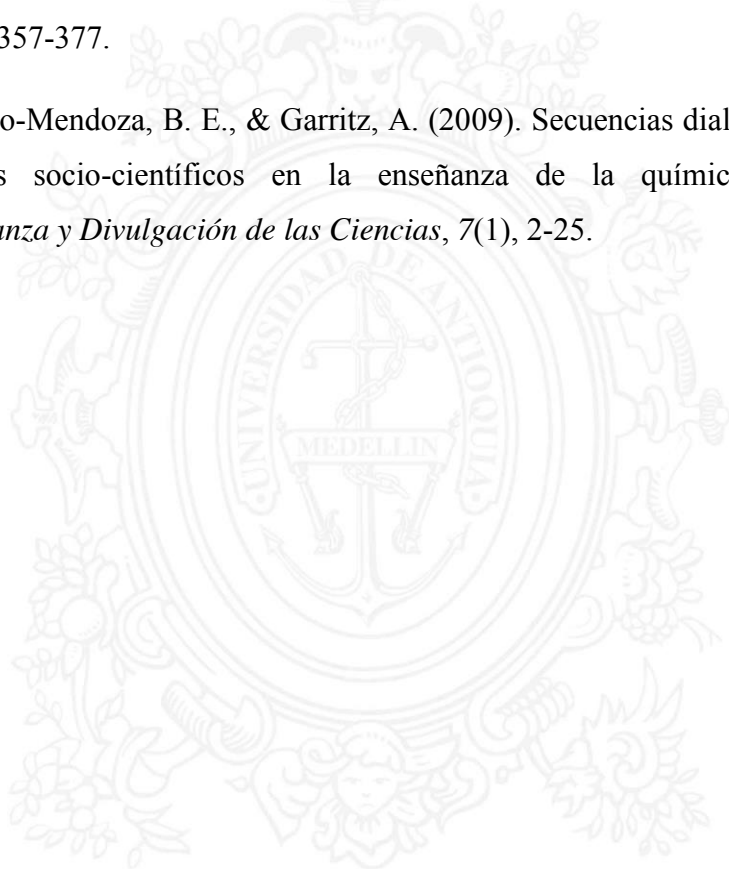 357-377.
o-Mendoza, B. E., & Garritz, A. (2009). Secuencias dial
s socio-científicos en la enseñanza de la químic
anza y Divulgación de las Ciencias, 7(1), 2-25.
UNIVERSIDAD DE ANTIOQUIA
MEDELLIN